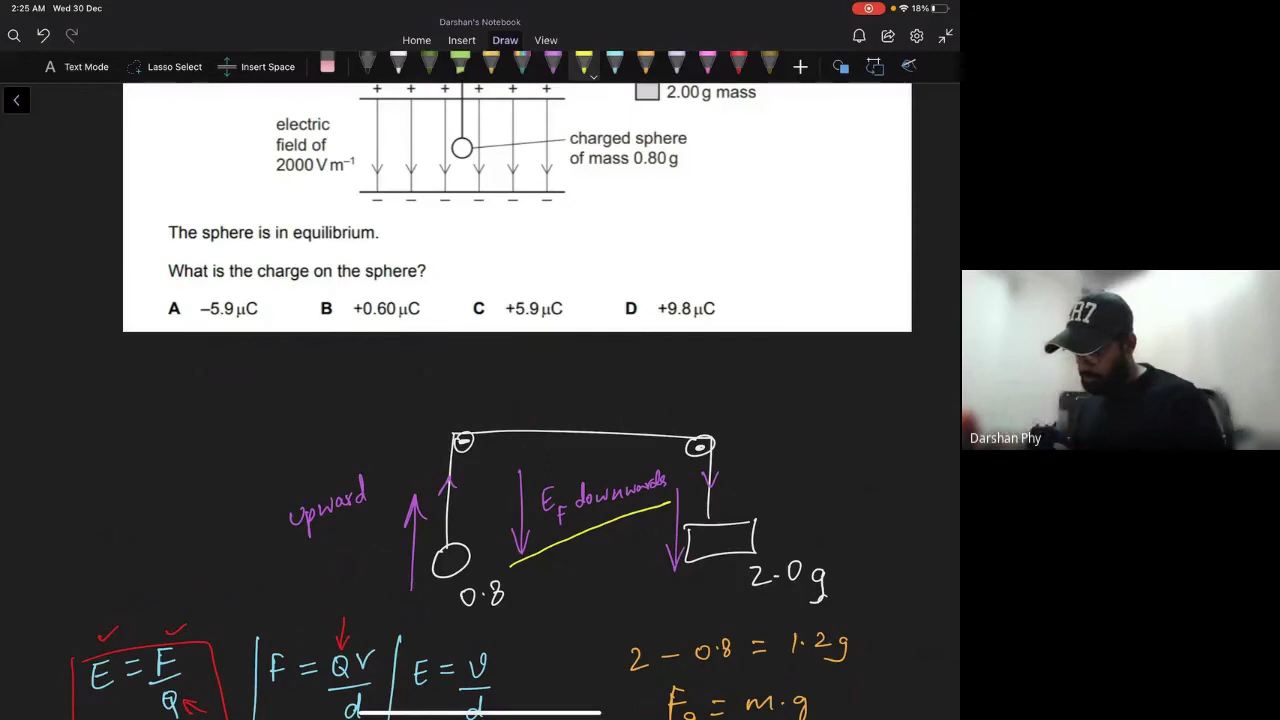 2:25 AM Wed 30 Dec
18%
Darshan's Notebook
Home Insert Draw View
A Text Mode Lasso Select Insert Space
+ + + + + +
2.00 g mass
electric
field of
2000 V m⁻¹
charged sphere
of mass 0.80 g
– – – – – –
The sphere is in equilibrium.
What is the charge on the sphere?
A –5.9 μC B +0.60 μC C +5.9 μC D +9.8 μC
upward
E_F downwards
0.8
2.0g
E = F/Q
F = QV/d
E = V/d
2 – 0.8 = 1.2g
F_g = m.g
Darshan Phy